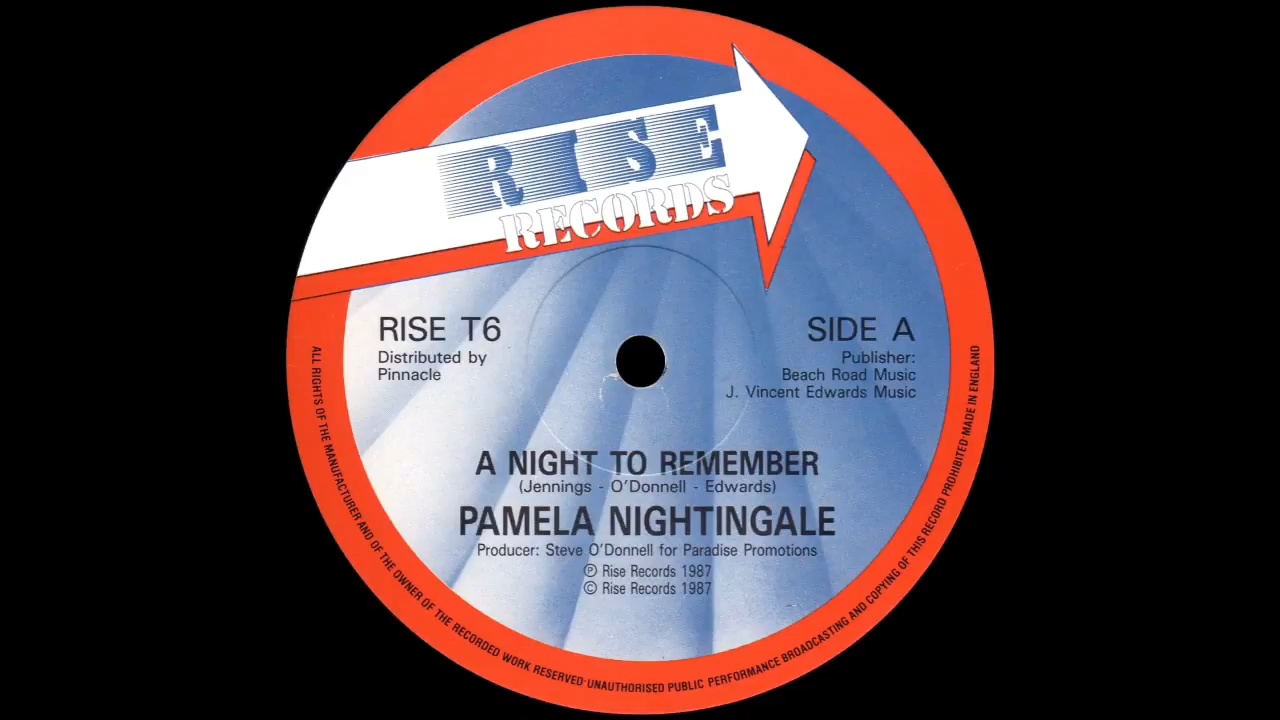 RISE
RECORDS
RISE T6
Distributed by
Pinnacle
SIDE A
Publisher:
Beach Road Music
J. Vincent Edwards Music
A NIGHT TO REMEMBER
(Jennings - O'Donnell - Edwards)
PAMELA NIGHTINGALE
Producer: Steve O'Donnell for Paradise Promotions
℗ Rise Records 1987
© Rise Records 1987
ALL RIGHTS OF THE MANUFACTURER AND OF THE OWNER OF THE RECORDED WORK RESERVED·UNAUTHORISED PUBLIC PERFORMANCE BROADCASTING AND COPYING OF THIS RECORD PROHIBITED·MADE IN ENGLAND